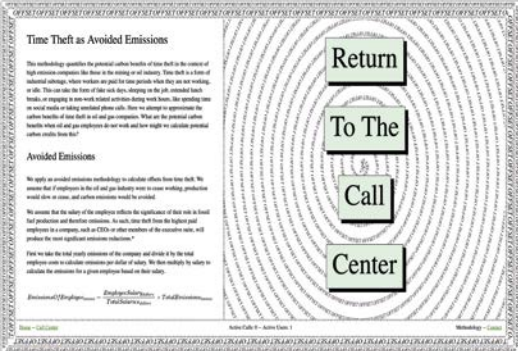 Time Theft as Avoided Emissions
This methodology quantifies the potential carbon benefits of time theft in the context of
high emission companies like those in the mining or oil industry. Time theft is a form of
industrial sabotage, where workers are paid for time periods when they are not working,
or idle. This can take the form of fake sick days, sleeping on the job, extended lunch
breaks, or engaging in non-work related activities during work hours, like spending time
on social media or taking unrelated phone calls. Here we attempt to approximate the
carbon benefits of time theft in oil and gas companies. What are the potential carbon
benefits when oil and gas employees do not work and how might we calculate potential
carbon credits from this?
Avoided Emissions
We apply an avoided emissions methodology to calculate offsets from time theft. We
assume that if employees in the oil and gas industry were to cease working, production
would slow or cease, and carbon emissions would be avoided.
We assume that the salary of the employee reflects the significance of their role in fossil
fuel production and therefore emissions. As such, time theft from the highest paid
employees in a company, such as CEOs or other members of the executive suite, will
produce the most significant emissions reductions.*
First we take the total yearly emissions of the company and divide it by the total
employee costs to calculate emissions per dollar of salary. We then multiply by salary to
calculate the emissions for a given employee based on their salary.
Return
To The
Call
Center
Home – Call Center
Active Calls: 0 – Active Users: 1
Methodology – Contact